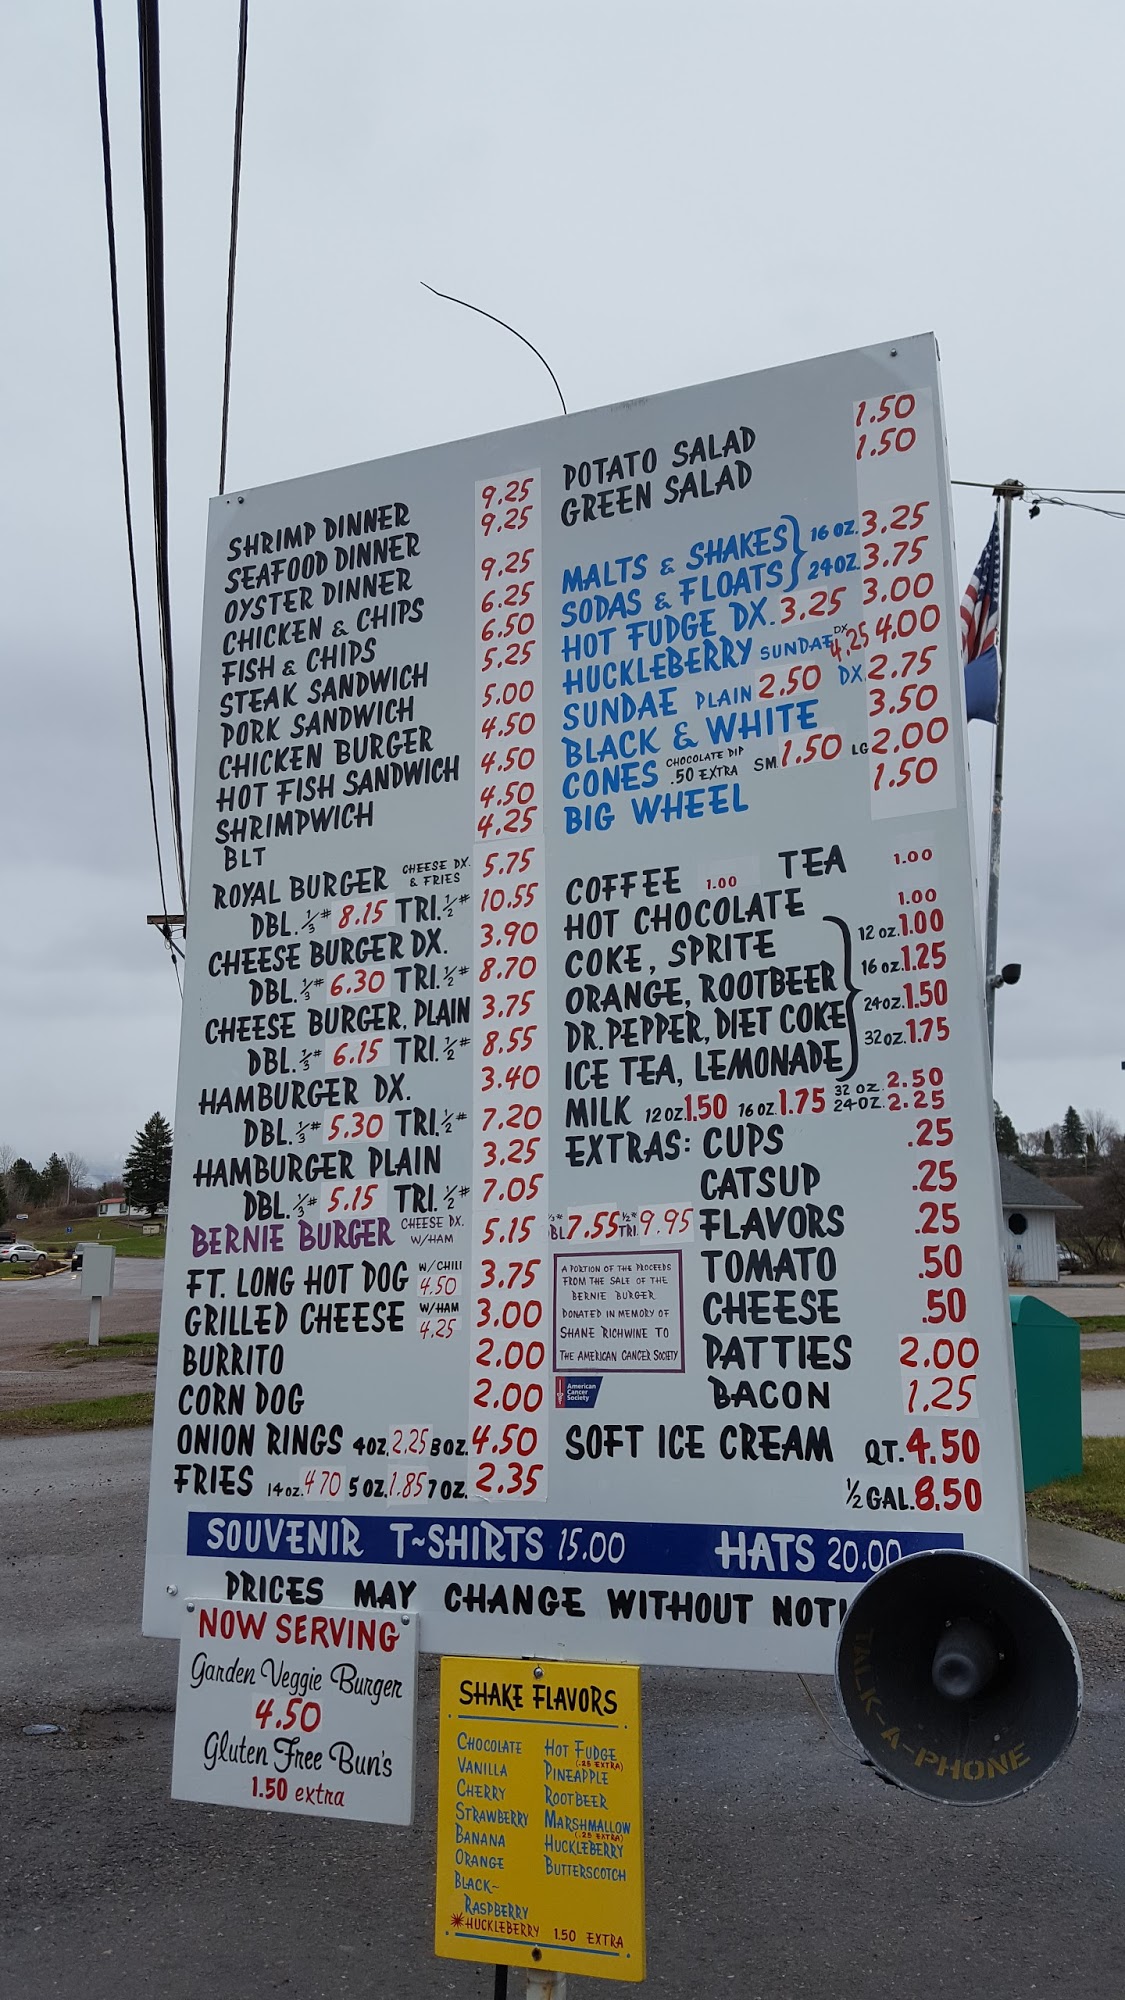 SHRIMP DINNER 9.25
SEAFOOD DINNER 9.25
OYSTER DINNER 9.25
CHICKEN & CHIPS 6.25
FISH & CHIPS 6.50
STEAK SANDWICH 5.25
PORK SANDWICH 5.00
CHICKEN BURGER 4.50
HOT FISH SANDWICH 4.50
SHRIMPWICH 4.50
BLT 4.25
ROYAL BURGER CHEESE DX. & FRIES 5.75
DBL. 1/3# 8.15 TRI. 1/2# 10.55
CHEESE BURGER DX. 3.90
DBL. 1/3# 6.30 TRI. 1/2# 8.70
CHEESE BURGER, PLAIN 3.75
DBL. 1/3# 6.15 TRI. 1/2# 8.55
HAMBURGER DX. 3.40
DBL. 1/3# 5.30 TRI. 1/2# 7.20
HAMBURGER PLAIN 3.25
DBL. 1/3# 5.15 TRI. 1/2# 7.05
BERNIE BURGER CHEESE DX. W/HAM 5.15 1/3# BL 7.55 1/2# TRI. 9.95
FT. LONG HOT DOG W/CHILI 4.50 3.75
GRILLED CHEESE W/HAM 4.25 3.00
BURRITO 2.00
CORN DOG 2.00
ONION RINGS 4OZ. 2.25 8OZ. 4.50
FRIES 14OZ. 4.70 5 OZ. 1.85 7 OZ. 2.35
POTATO SALAD 1.50
GREEN SALAD 1.50
MALTS & SHAKES 16 OZ. 3.25
SODAS & FLOATS 24OZ. 3.75
HOT FUDGE DX. 3.25 3.00
HUCKLEBERRY SUNDAE DX 4.25 4.00
SUNDAE PLAIN 2.50 DX. 2.75
BLACK & WHITE 3.50
CONES CHOCOLATE DIP .50 EXTRA SM. 1.50 LG 2.00
BIG WHEEL 1.50
COFFEE 1.00 TEA 1.00
HOT CHOCOLATE 1.00
COKE, SPRITE 12 OZ. 1.00
ORANGE, ROOTBEER 16 OZ. 1.25
DR. PEPPER, DIET COKE 24OZ. 1.50
ICE TEA, LEMONADE 32OZ. 1.75
MILK 12OZ. 1.50 16 OZ. 1.75 32 OZ. 2.50
24OZ. 2.25
EXTRAS: CUPS .25
CATSUP .25
FLAVORS .25
TOMATO .50
CHEESE .50
PATTIES 2.00
BACON 1.25
A PORTION OF THE PROCEEDS
FROM THE SALE OF THE
BERNIE BURGER
DONATED IN MEMORY OF
SHANE RICHWINE TO
THE AMERICAN CANCER SOCIETY
American
Cancer
Society
SOFT ICE CREAM QT. 4.50
1/2 GAL. 8.50
SOUVENIR T~SHIRTS 15.00 HATS 20.00
PRICES MAY CHANGE WITHOUT NOTI
NOW SERVING
Garden Veggie Burger
4.50
Gluten Free Bun's
1.50 extra
SHAKE FLAVORS
CHOCOLATE
VANILLA
CHERRY
STRAWBERRY
BANANA
ORANGE
BLACK~
RASPBERRY
HOT FUDGE
(.25 EXTRA)
PINEAPPLE
ROOTBEER
MARSHMALLOW
(.25 EXTRA)
HUCKLEBERRY
BUTTERSCOTCH
*HUCKLEBERRY 1.50 EXTRA
TALK-A-PHONE